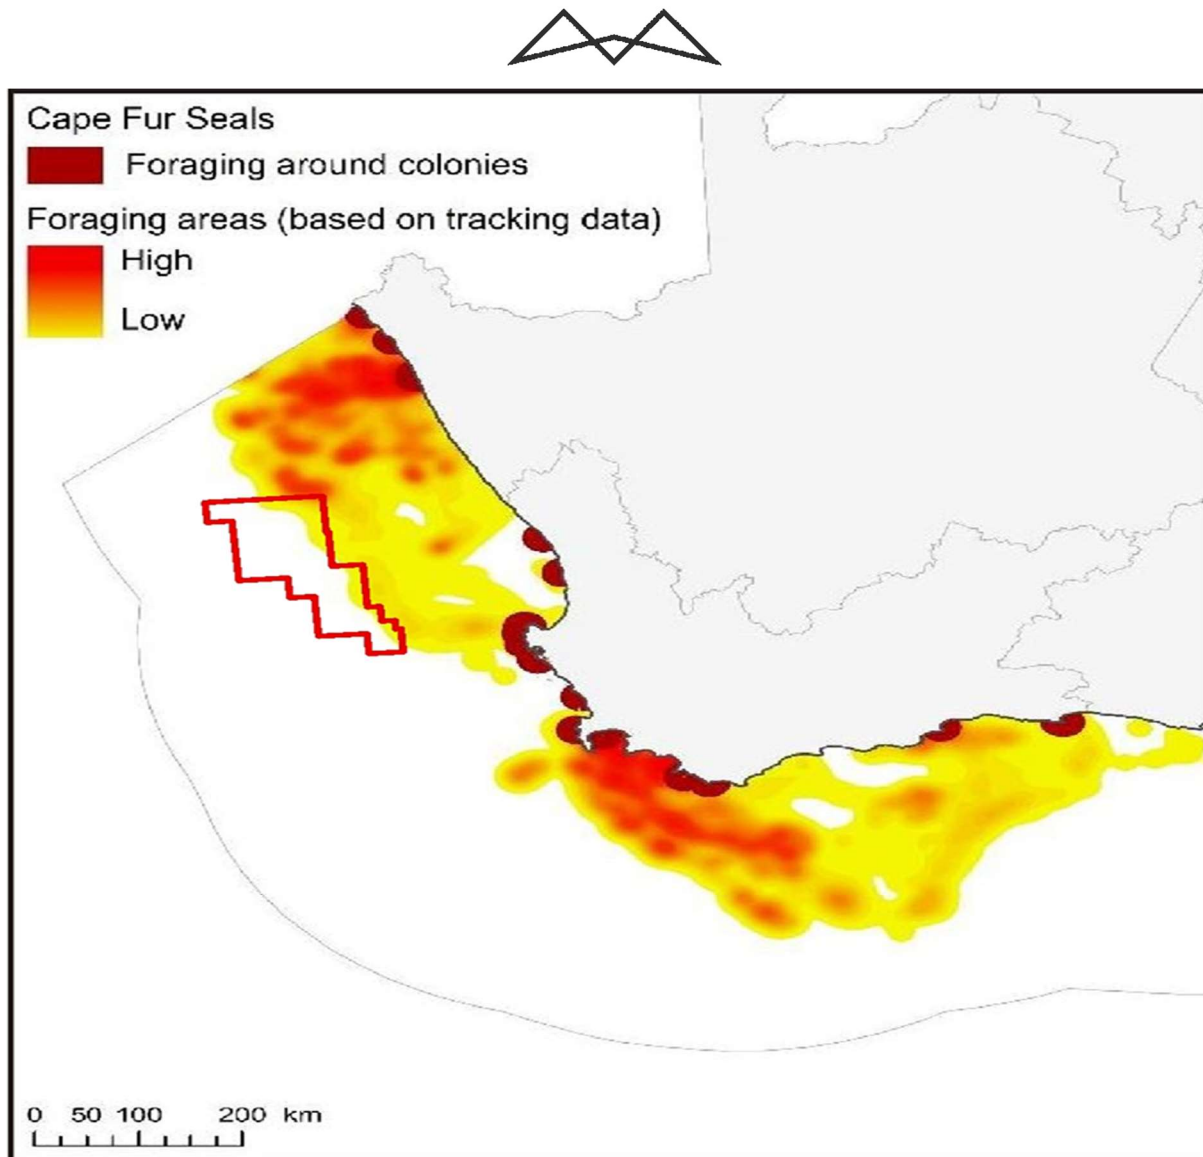 Cape Fur Seals
Foraging around colonies
Foraging areas (based on tracking data)
High
Low
0 50 100 200 km